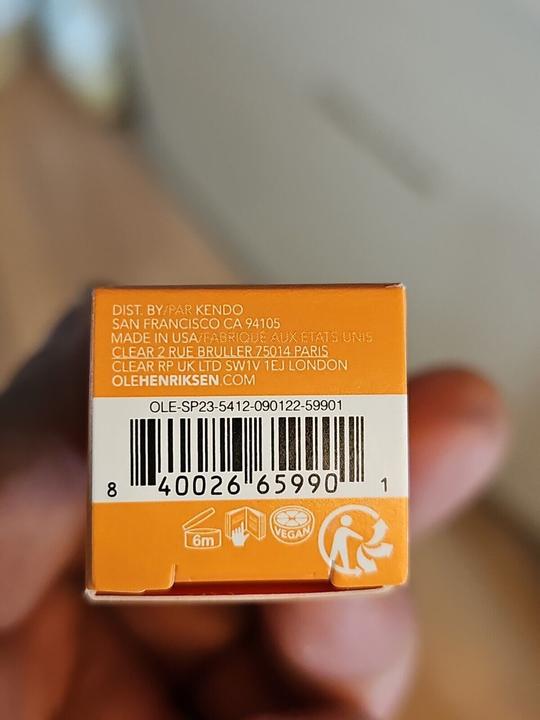 DIST. BY/PAR KENDO
SAN FRANCISCO CA 94105
MADE IN USA/FABRIQUÉ AUX ÉTATS UNIS
CLEAR 2 RUE BRULLER 75014 PARIS
CLEAR RP UK LTD SW1V 1EJ LONDON
OLEHENRIKSEN.COM
OLE-SP23-5412-090122-59901
8 40026 65990 1
6m
VEGAN